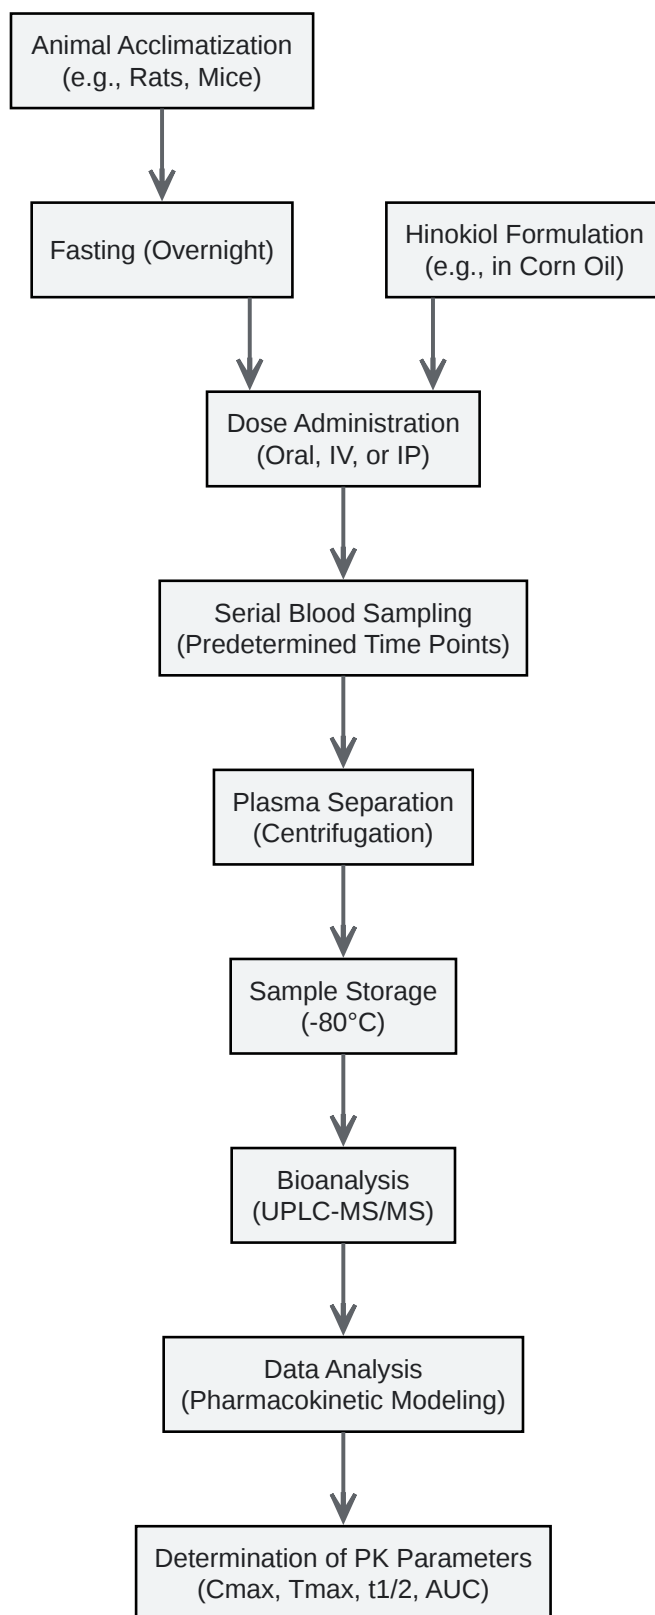 Animal Acclimatization
(e.g., Rats, Mice)
Fasting (Overnight)
Hinokiol Formulation
(e.g., in Corn Oil)
Dose Administration
(Oral, IV, or IP)
Serial Blood Sampling
(Predetermined Time Points)
Plasma Separation
(Centrifugation)
Sample Storage
(-80°C)
Bioanalysis
(UPLC-MS/MS)
Data Analysis
(Pharmacokinetic Modeling)
Determination of PK Parameters
(Cmax, Tmax, t1/2, AUC)